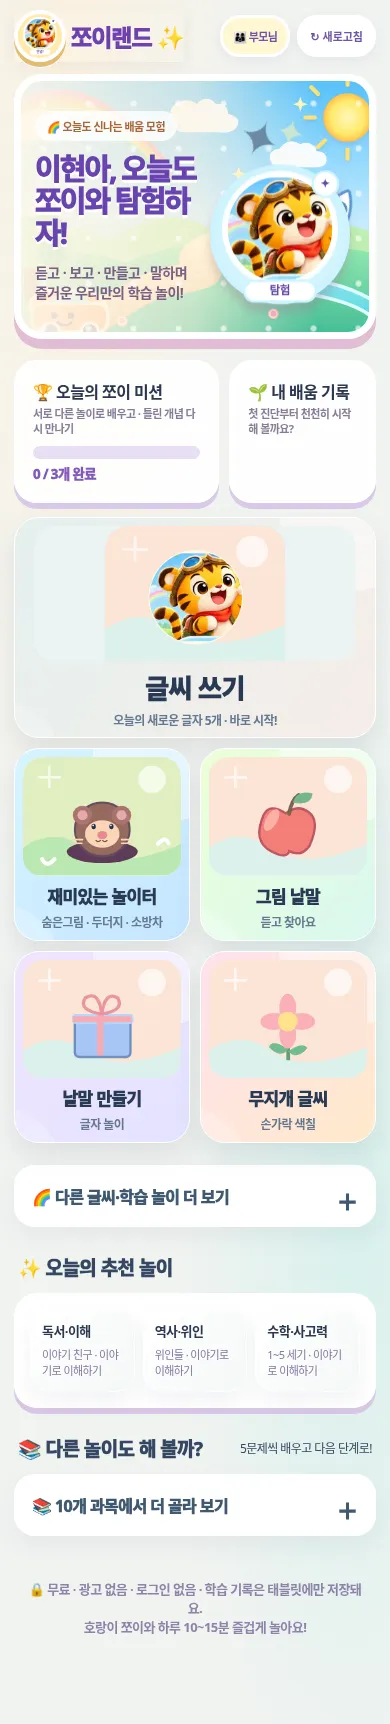 쪼이랜드 ✨
👨‍👩‍👧 부모님
↻ 새로고침
🌈 오늘도 신나는 배움 모험
이현아, 오늘도
쪼이와 탐험하
자!
듣고 · 보고 · 만들고 · 말하며
즐거운 우리만의 학습 놀이!
탐험
🏆 오늘의 쪼이 미션
서로 다른 놀이로 배우고 · 틀린 개념 다
시 만나기
0 / 3개 완료
🌱 내 배움 기록
첫 진단부터 천천히 시작
해 볼까요?
글씨 쓰기
오늘의 새로운 글자 5개 · 바로 시작!
재미있는 놀이터
숨은그림 · 두더지 · 소방차
그림 낱말
듣고 찾아요
낱말 만들기
글자 놀이
무지개 글씨
손가락 색칠
🌈 다른 글씨·학습 놀이 더 보기
+
✨ 오늘의 추천 놀이
독서·이해
이야기 친구 · 이야
기로 이해하기
역사·위인
위인들 · 이야기로
이해하기
수학·사고력
1~5 세기 · 이야기
로 이해하기
📚 다른 놀이도 해 볼까?
5문제씩 배우고 다음 단계로!
📚 10개 과목에서 더 골라 보기
+
🔒 무료 · 광고 없음 · 로그인 없음 · 학습 기록은 태블릿에만 저장돼
요.
호랑이 쪼이와 하루 10~15분 즐겁게 놀아요!